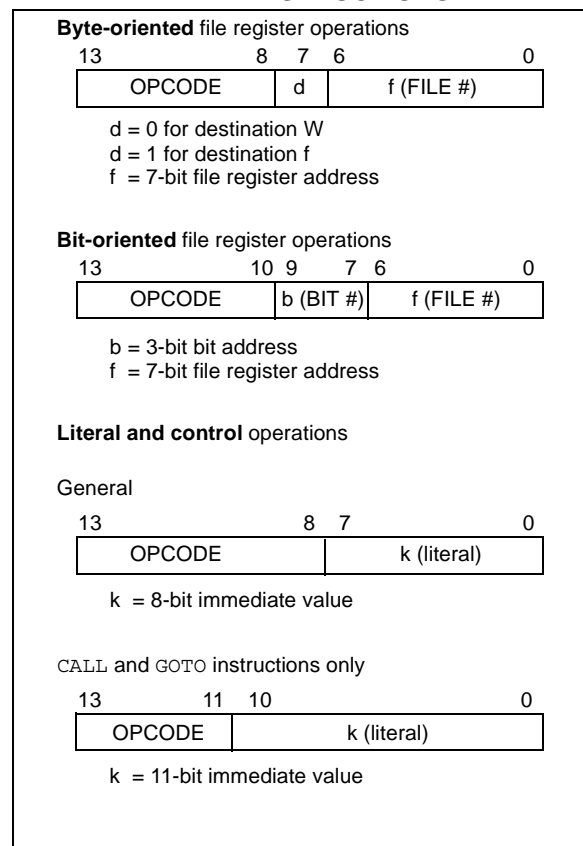 Byte-oriented file register operations
13 8 7 6 0
OPCODE d f (FILE #)
d = 0 for destination W
d = 1 for destination f
f = 7-bit file register address
Bit-oriented file register operations
13 10 9 7 6 0
OPCODE b (BIT #) f (FILE #)
b = 3-bit bit address
f = 7-bit file register address
Literal and control operations
General
13 8 7 0
OPCODE k (literal)
k = 8-bit immediate value
CALL and GOTO instructions only
13 11 10 0
OPCODE k (literal)
k = 11-bit immediate value